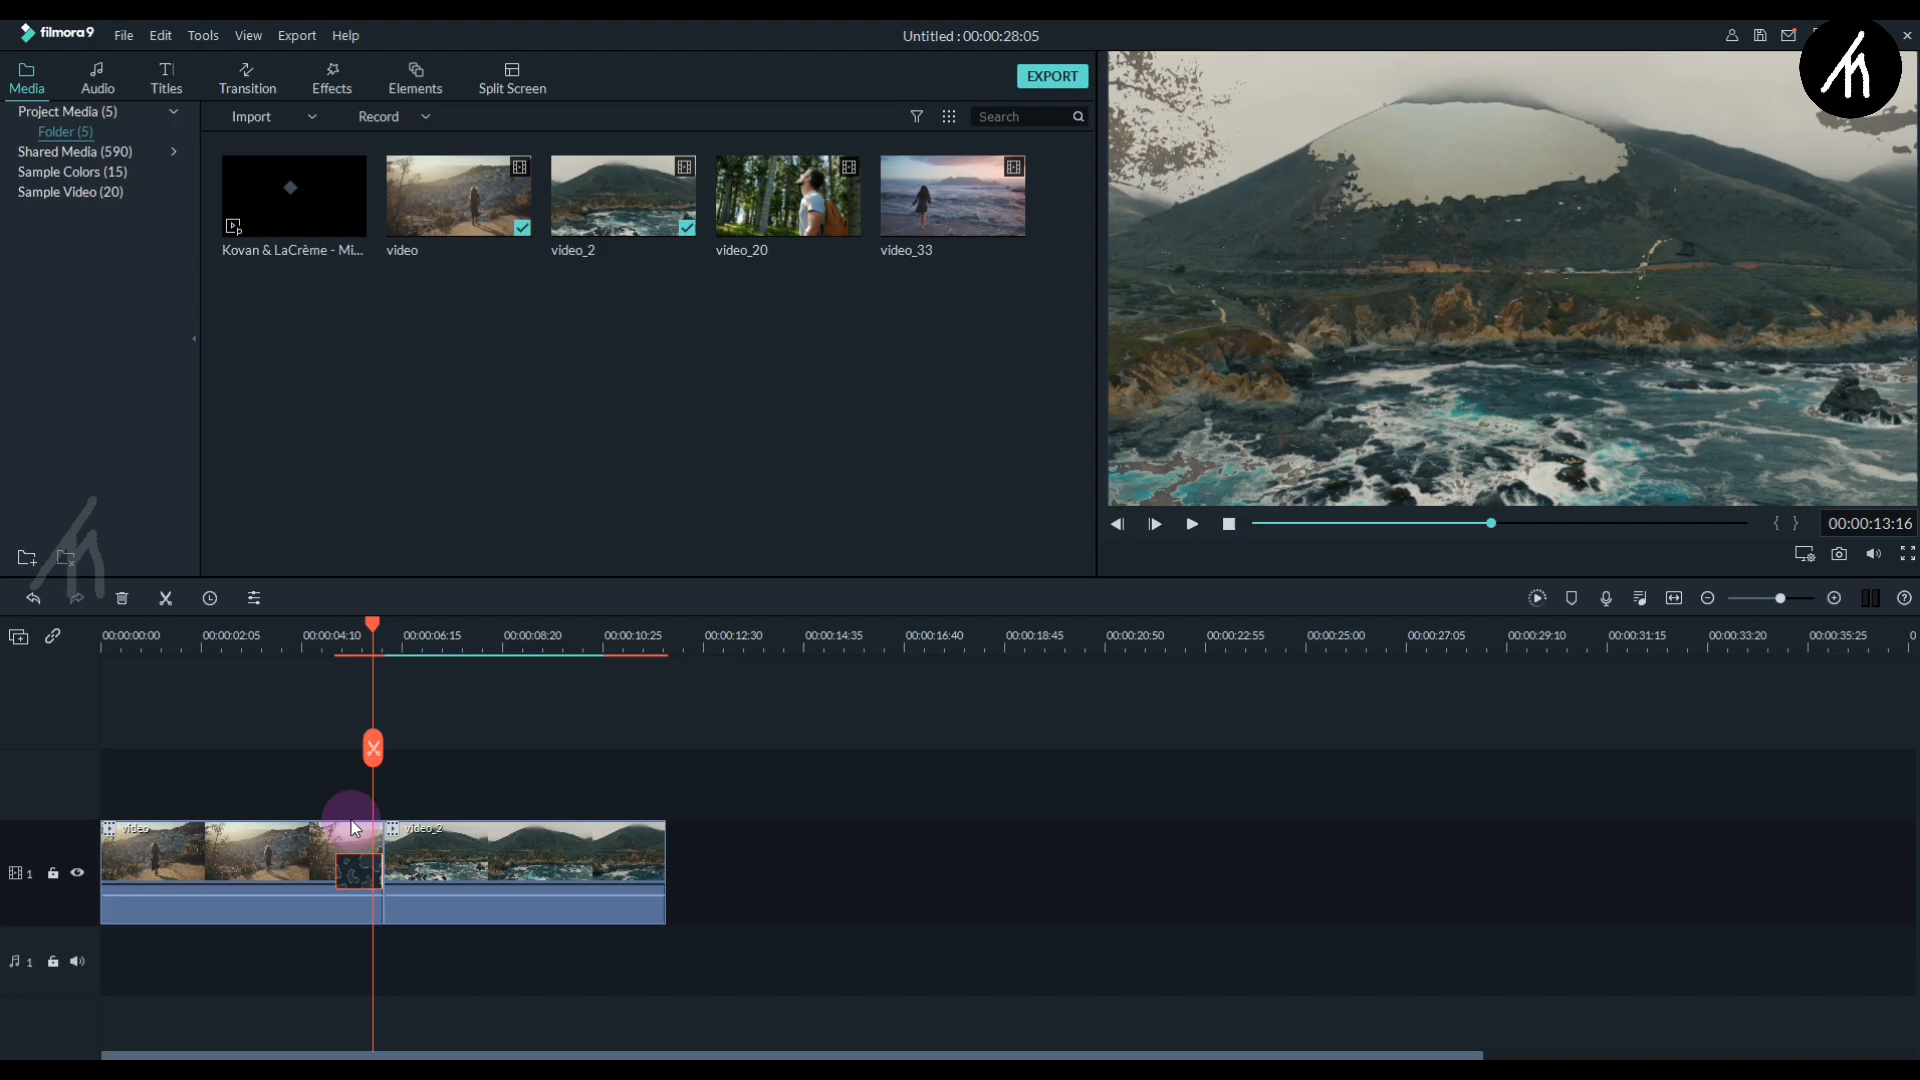 filmora9 File Edit Tools View Export Help Untitled : 00:00:28:05
Media Audio Titles Transition Effects Elements Split Screen EXPORT
Project Media (5) Import Record Search
Folder (5)
Shared Media (590)
Sample Colors (15)
Sample Video (20)
Kovan & LaCrème - Mi... video video_2 video_20 video_33
{ } 00:00:13:16
00:00:00:00 00:00:02:05 00:00:04:10 00:00:06:15 00:00:08:20 00:00:10:25 00:00:12:30 00:00:14:35 00:00:16:40 00:00:18:45 00:00:20:50 00:00:22:55 00:00:25:00 00:00:27:05 00:00:29:10 00:00:31:15 00:00:33:20 00:00:35:25 0
video video_2
1
1